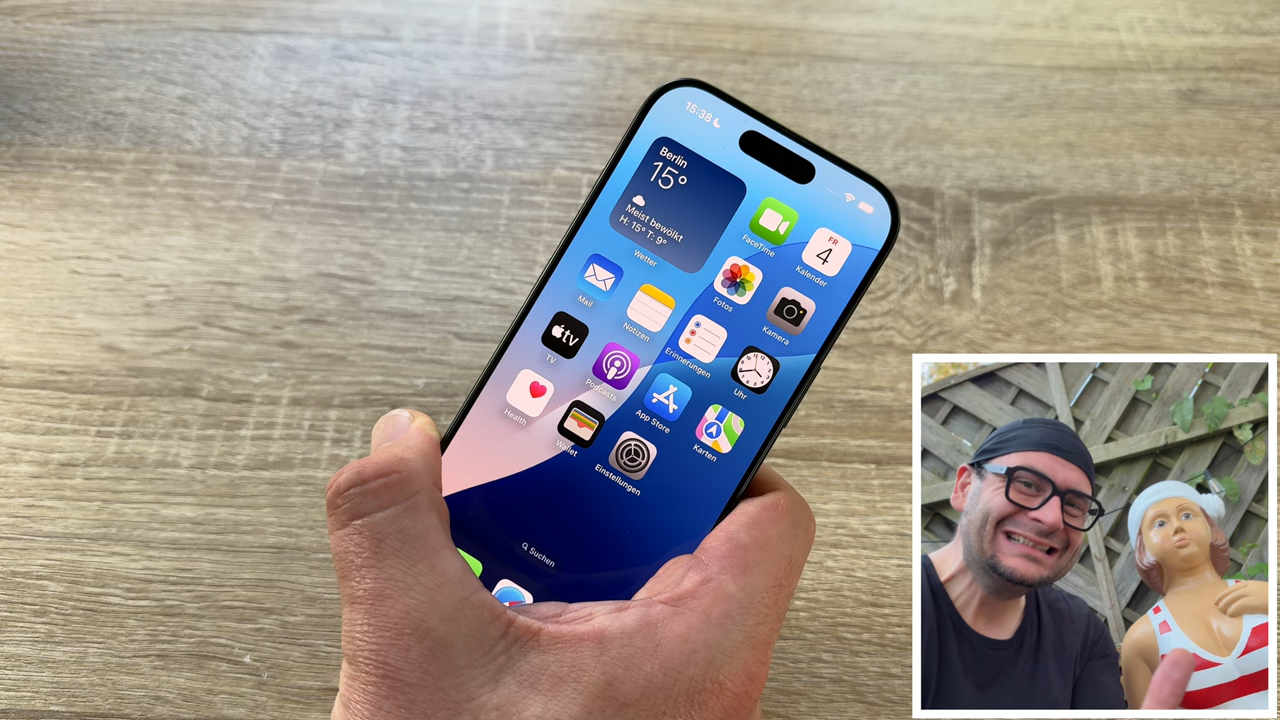 15:38
Berlin
15°
Meist bewölkt
H: 15° T: 9°
Wetter
FaceTime
FR
4
Kalender
Fotos
Kamera
Mail
Notizen
Erinnerungen
Uhr
tv
TV
Podcasts
App Store
Karten
Health
Wallet
Einstellungen
Suchen